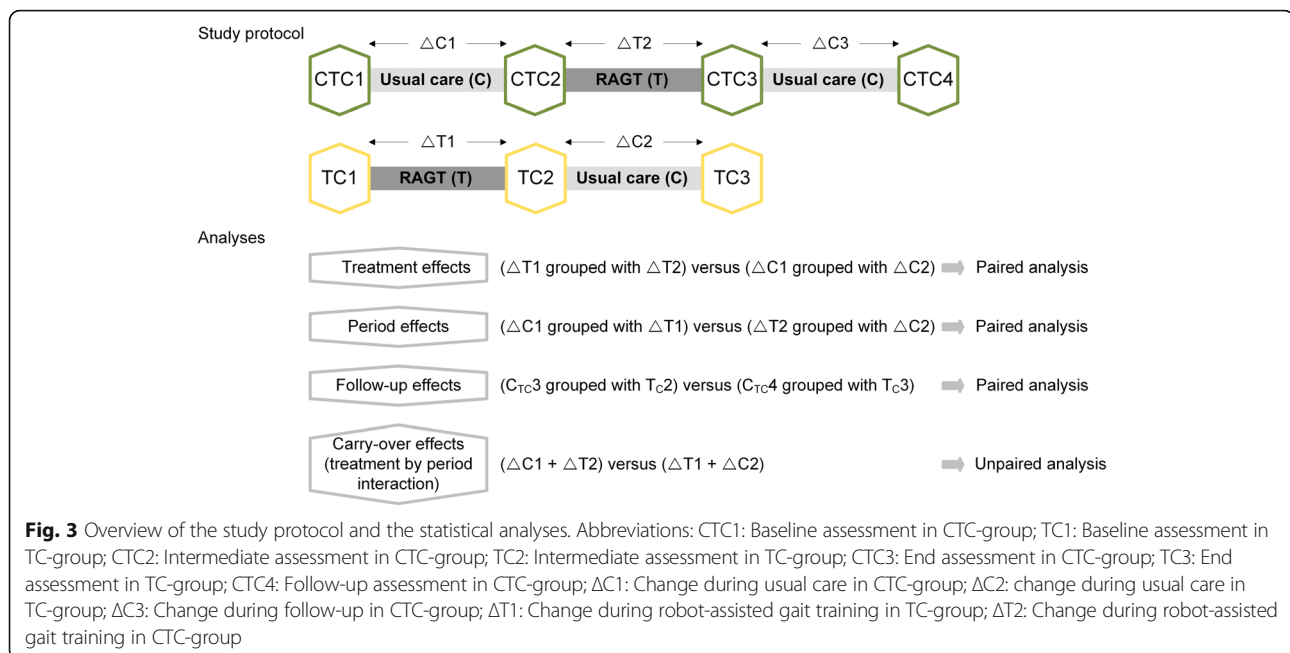 Study protocol
△C1 △T2 △C3
CTC1 Usual care (C) CTC2 RAGT (T) CTC3 Usual care (C) CTC4
△T1 △C2
TC1 RAGT (T) TC2 Usual care (C) TC3
Analyses
Treatment effects (△T1 grouped with △T2) versus (△C1 grouped with △C2) Paired analysis
Period effects (△C1 grouped with △T1) versus (△T2 grouped with △C2) Paired analysis
Follow-up effects (C_TC3 grouped with T_C2) versus (C_TC4 grouped with T_C3) Paired analysis
Carry-over effects
(treatment by period (△C1 + △T2) versus (△T1 + △C2) Unpaired analysis
interaction)
Fig. 3 Overview of the study protocol and the statistical analyses. Abbreviations: CTC1: Baseline assessment in CTC-group; TC1: Baseline assessment in
TC-group; CTC2: Intermediate assessment in CTC-group; TC2: Intermediate assessment in TC-group; CTC3: End assessment in CTC-group; TC3: End
assessment in TC-group; CTC4: Follow-up assessment in CTC-group; ΔC1: Change during usual care in CTC-group; ΔC2: change during usual care in
TC-group; ΔC3: Change during follow-up in CTC-group; ΔT1: Change during robot-assisted gait training in TC-group; ΔT2: Change during robot-assisted
gait training in CTC-group